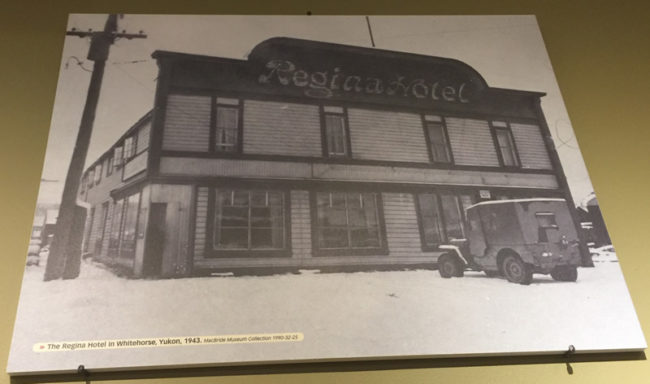 Regina Hotel
» The Regina Hotel in Whitehorse, Yukon, 1943. MacBride Museum Collection 1990-32-25